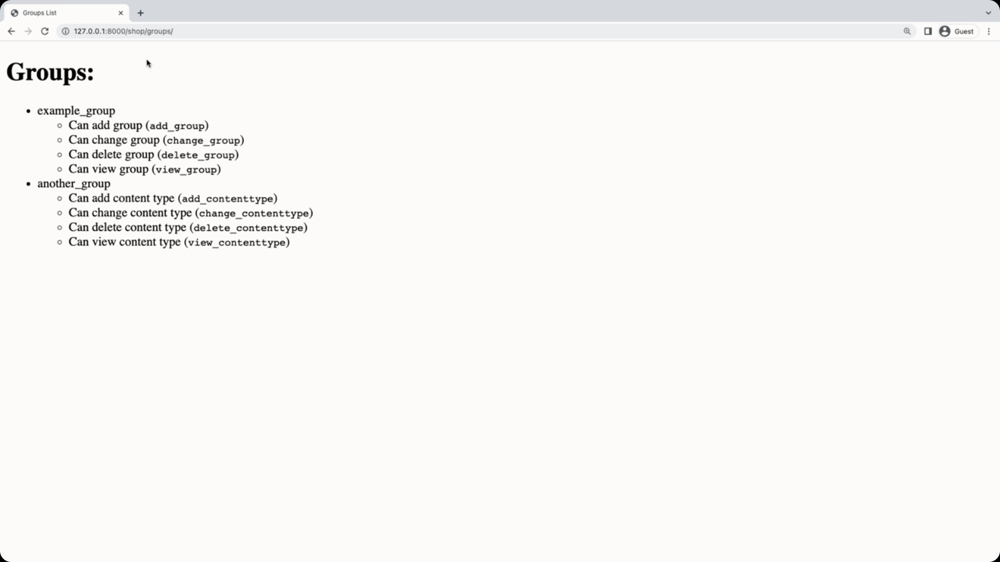 Groups List
127.0.0.1:8000/shop/groups/
Guest
Groups:
example_group
Can add group (add_group)
Can change group (change_group)
Can delete group (delete_group)
Can view group (view_group)
another_group
Can add content type (add_contenttype)
Can change content type (change_contenttype)
Can delete content type (delete_contenttype)
Can view content type (view_contenttype)